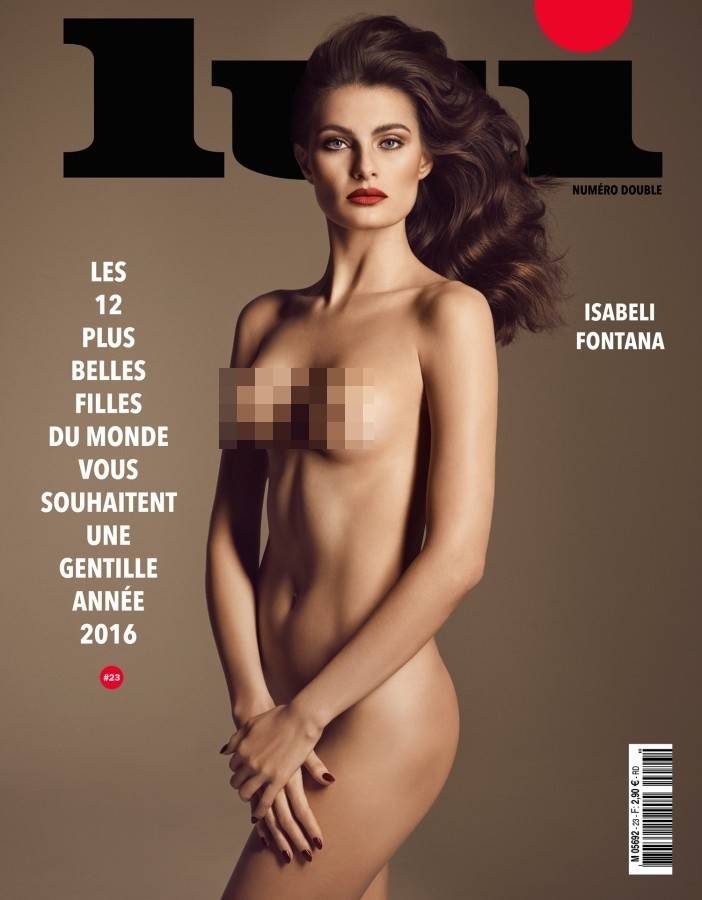 lui
NUMÉRO DOUBLE
LES
12
PLUS
BELLES
FILLES
DU MONDE
VOUS
SOUHAITENT
UNE
GENTILLE
ANNÉE
2016
#23
ISABELI
FONTANA
M 05692 - 23 - F: 2,90 € - RD